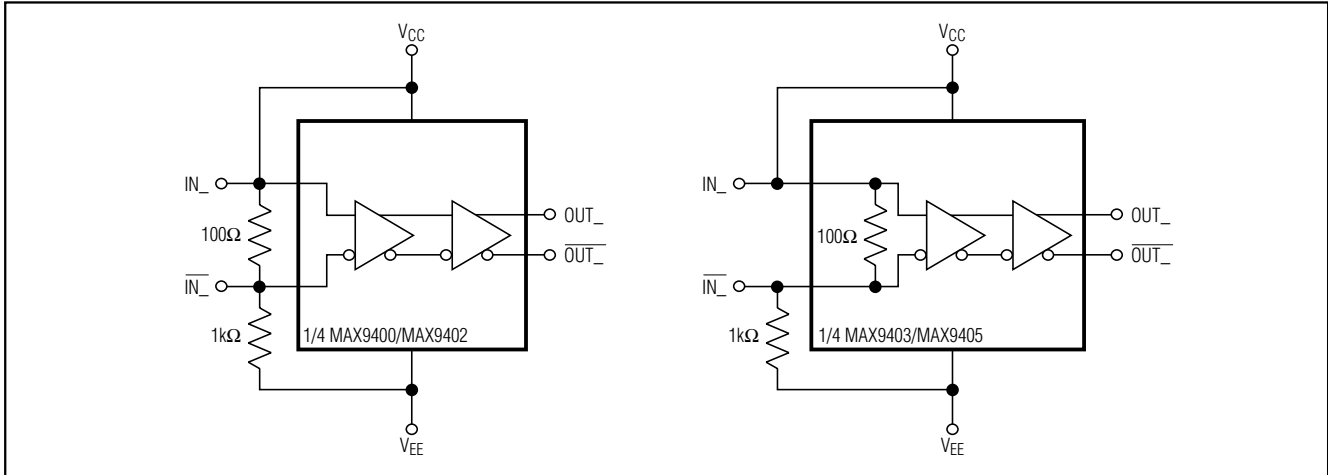 VCC
IN_
100Ω
OUT_
OUT_
IN_
1kΩ
1/4 MAX9400/MAX9402
VEE
VCC
IN_
100Ω
OUT_
OUT_
IN_
1kΩ
1/4 MAX9403/MAX9405
VEE